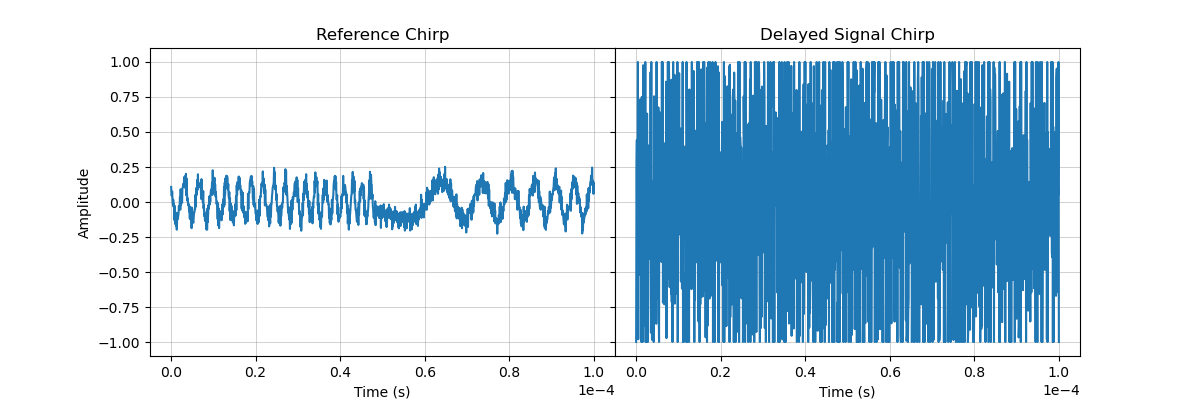 Reference Chirp
Delayed Signal Chirp
1.00
0.75
0.50
0.25
0.00
−0.25
−0.50
−0.75
−1.00
Amplitude
0.0 0.2 0.4 0.6 0.8 1.0
1e−4
Time (s)
0.0 0.2 0.4 0.6 0.8 1.0
1e−4
Time (s)